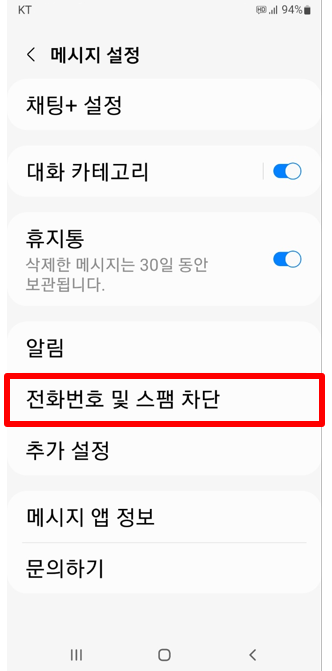 KT 94%
메시지 설정
채팅+ 설정
대화 카테고리
휴지통
삭제한 메시지는 30일 동안
보관됩니다.
알림
전화번호 및 스팸 차단
추가 설정
메시지 앱 정보
문의하기